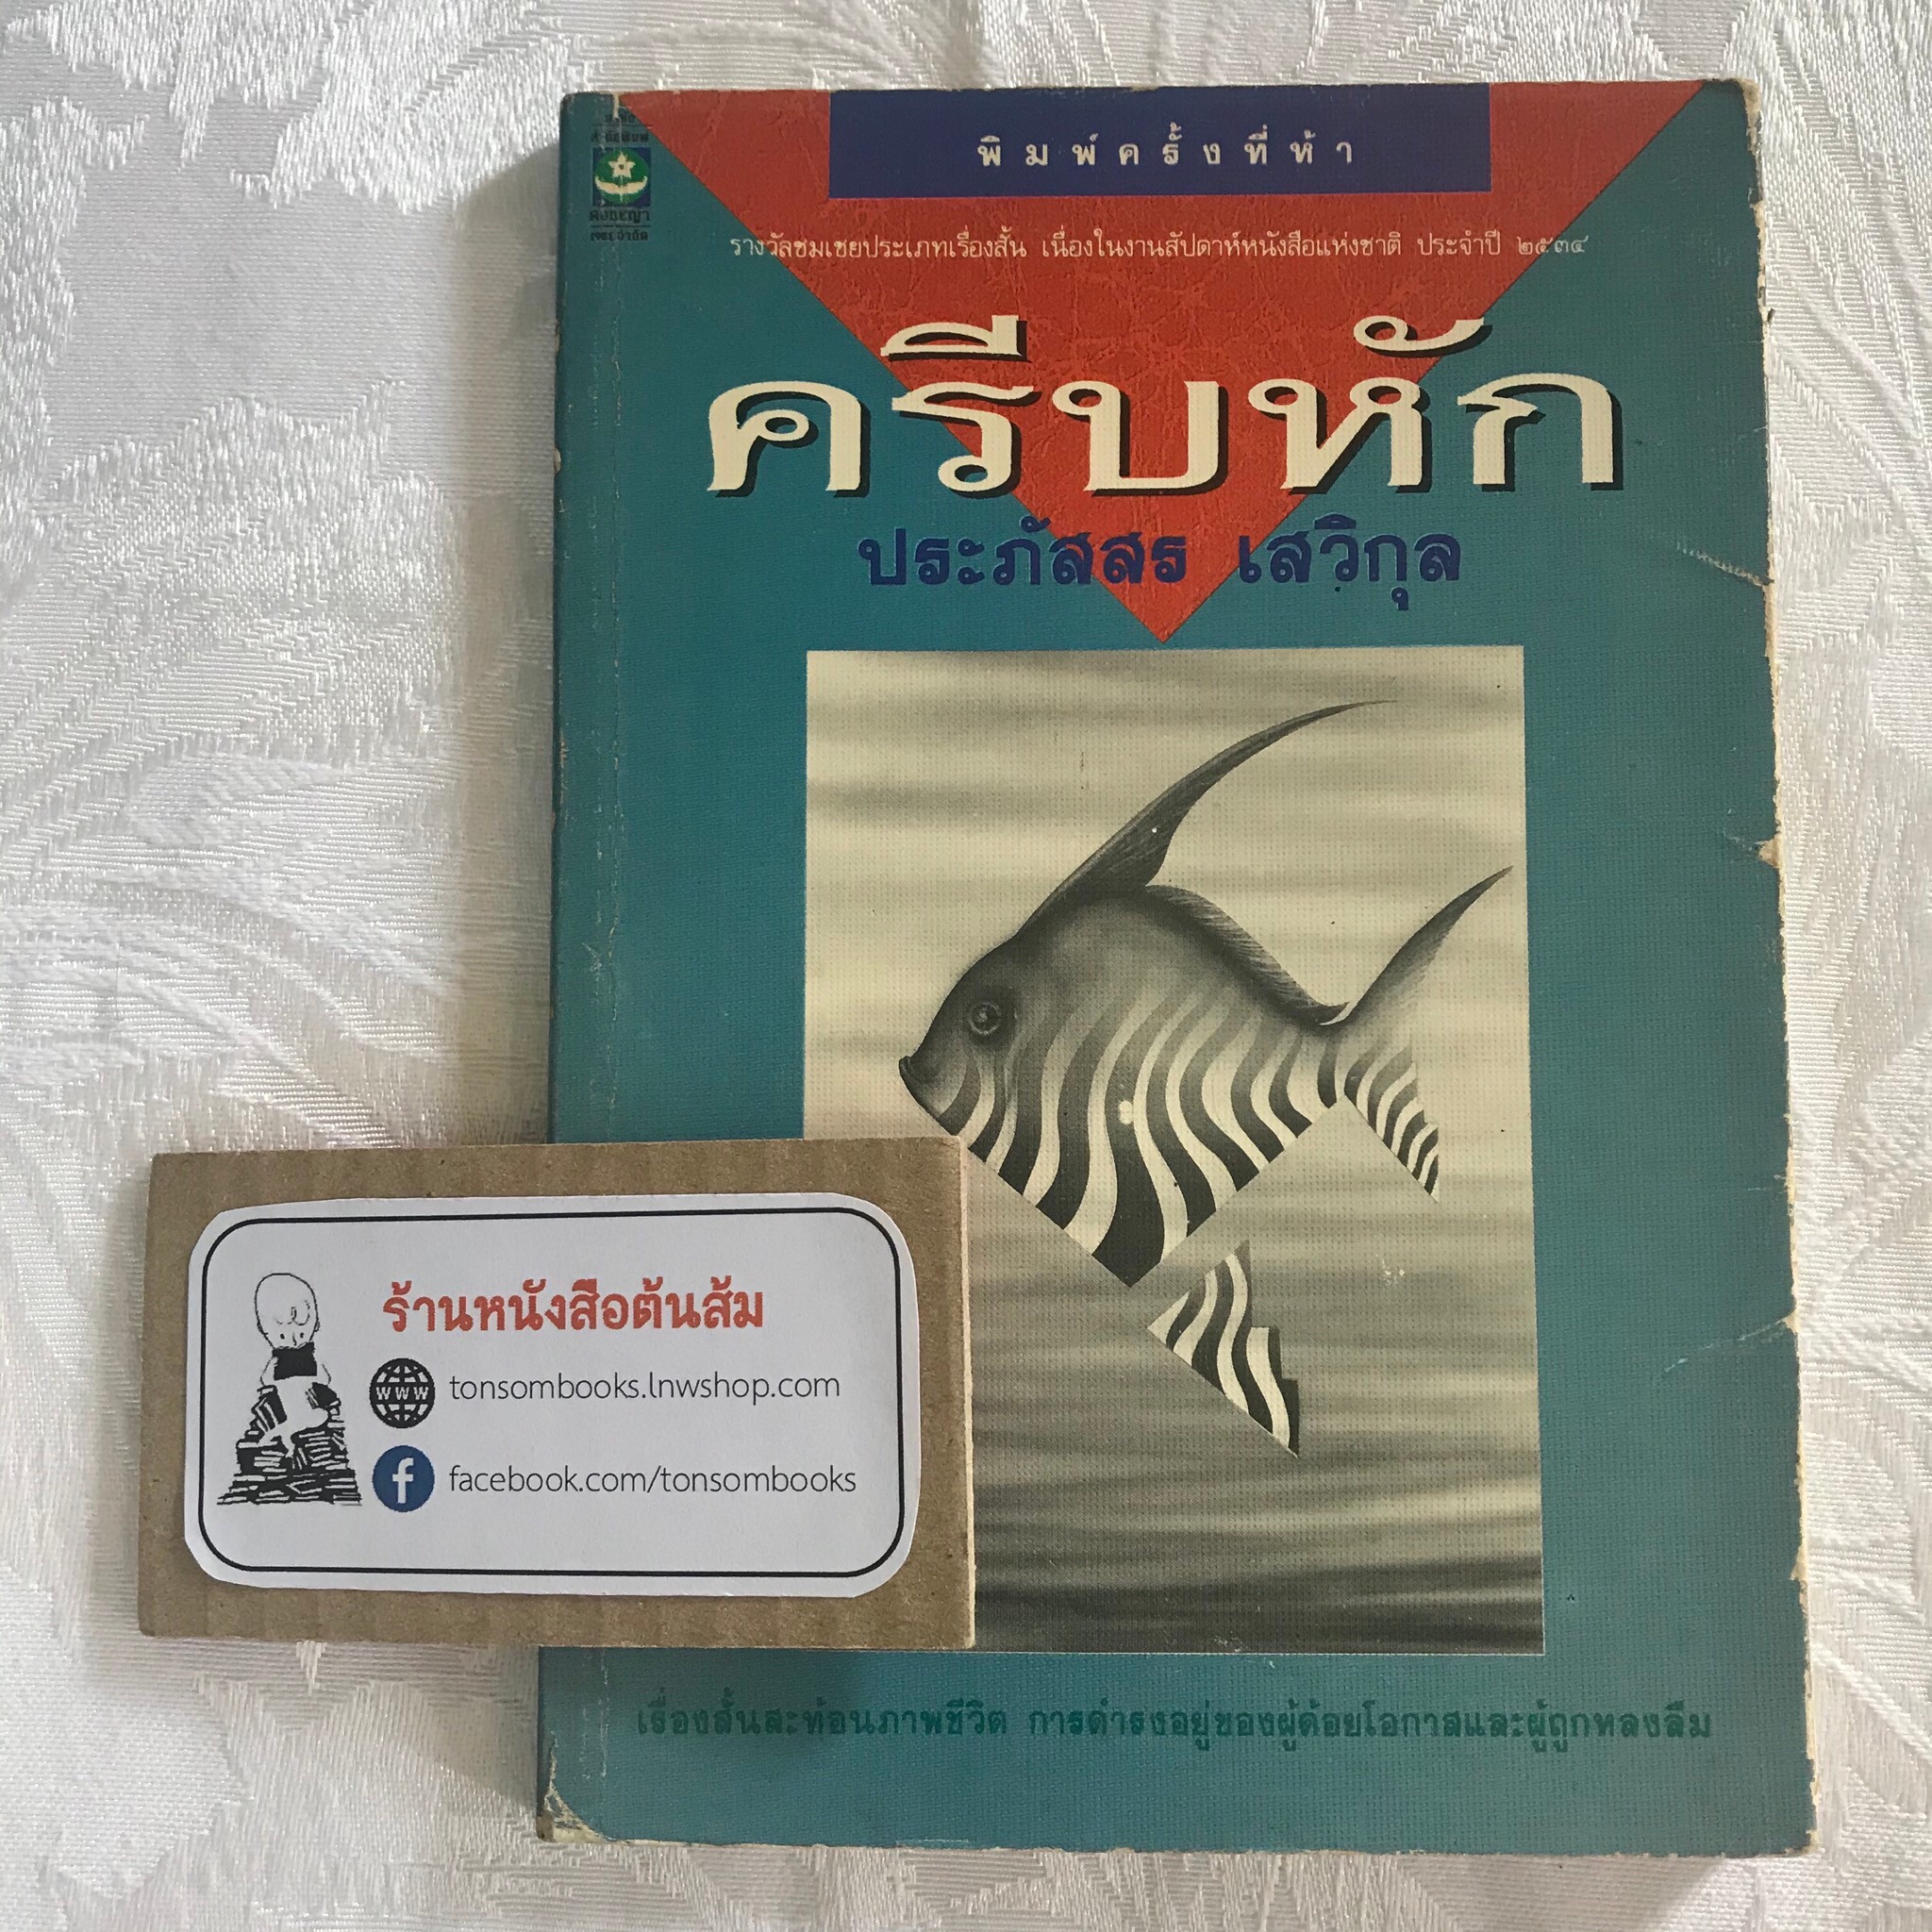 พิมพ์ครั้งที่ห้า
รางวัลชมเชยประเภทเรื่องสั้น เนื่องในงานสัปดาห์หนังสือแห่งชาติ ประจำปี ๒๕๓๔
ครีบหัก
ประภัสสร เสวิกุล
ร้านหนังสือต้นส้ม
www
tonsombooks.lnwshop.com
f
facebook.com/tonsombooks
เรื่องสั้นสะท้อนภาพชีวิต การดำรงอยู่ของผู้ด้อยโอกาสและผู้ถูกหลงลืม